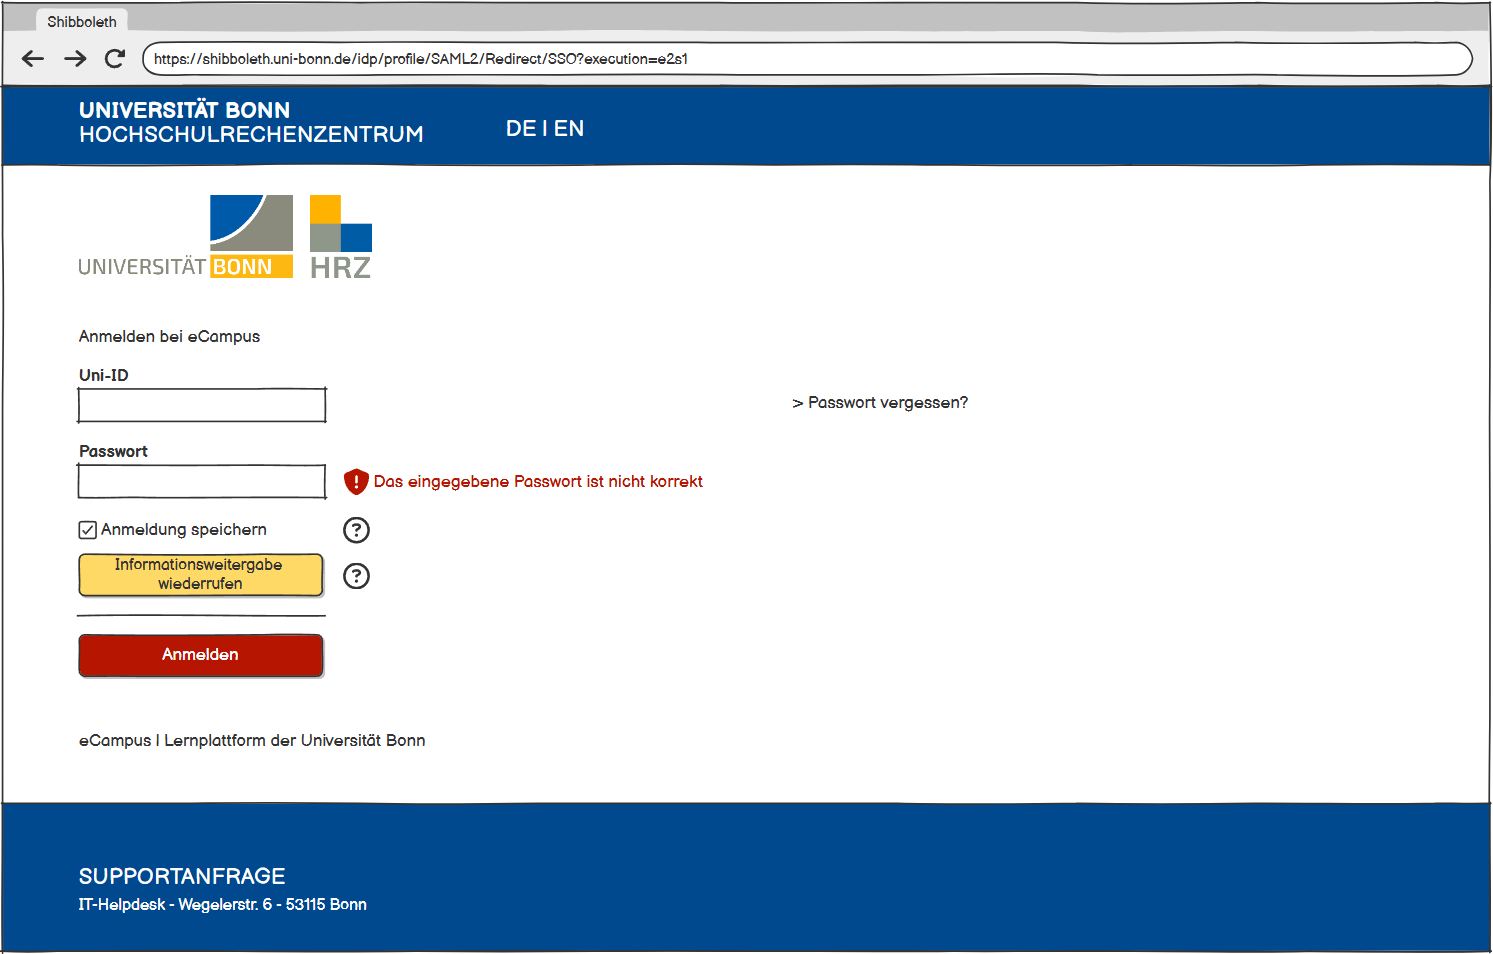 Shibboleth
https://shibboleth.uni-bonn.de/idp/profile/SAML2/Redirect/SSO?execution=e2s1
UNIVERSITÄT BONN
HOCHSCHULRECHENZENTRUM
DE | EN
UNIVERSITÄT BONN
HRZ
Anmelden bei eCampus
Uni-ID
> Passwort vergessen?
Passwort
! Das eingegebene Passwort ist nicht korrekt
Anmeldung speichern
?
Informationsweitergabe
wiederrufen
?
Anmelden
eCampus | Lernplattform der Universität Bonn
SUPPORTANFRAGE
IT-Helpdesk - Wegelerstr. 6 - 53115 Bonn